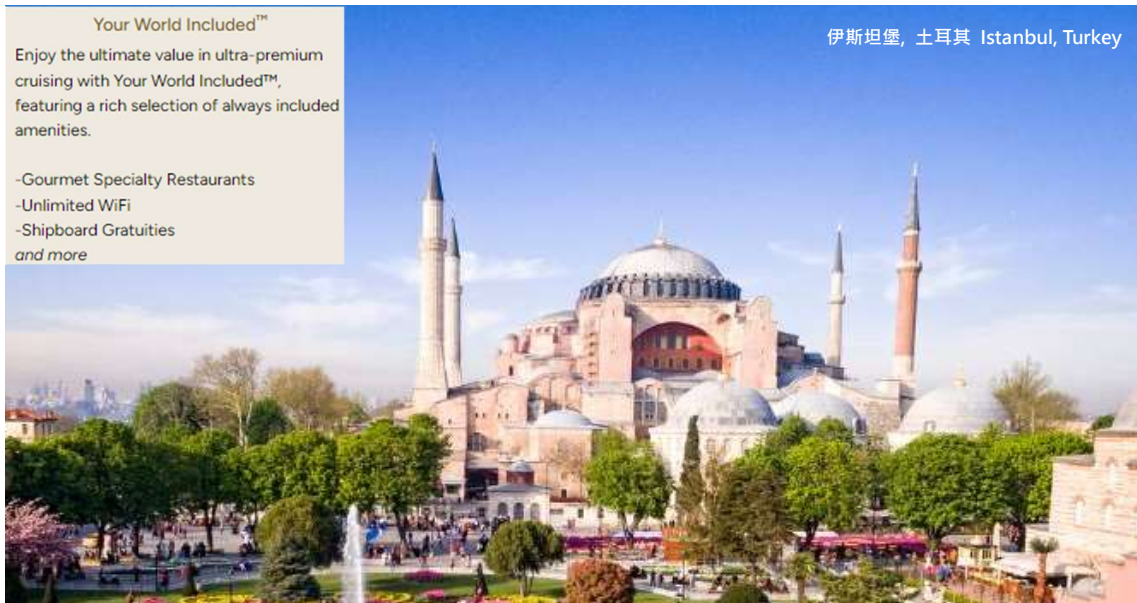 Your World Included™
Enjoy the ultimate value in ultra-premium
cruising with Your World Included™,
featuring a rich selection of always included
amenities.
-Gourmet Specialty Restaurants
-Unlimited WiFi
-Shipboard Gratuities
and more
伊斯坦堡, 土耳其 Istanbul, Turkey